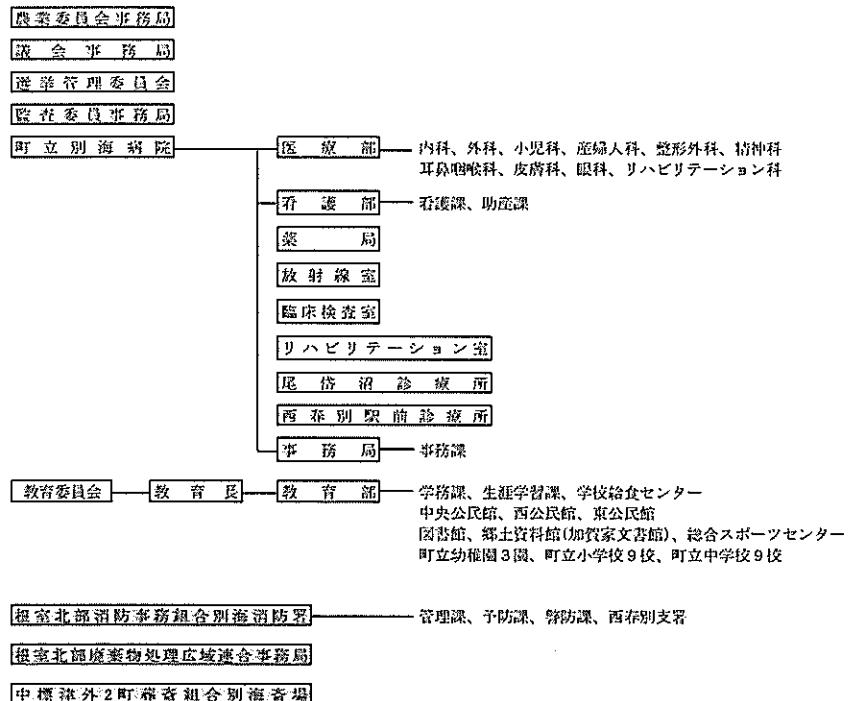 農業委員会事務局
議会事務局
選挙管理委員会
監査委員事務局
町立別海病院 医療部 内科、外科、小児科、産婦人科、整形外科、精神科
耳鼻咽喉科、皮膚科、眼科、リハビリテーション科
看護部 看護課、助産課
薬局
放射線室
臨床検査室
リハビリテーション室
尾岱沼診療所
西春別駅前診療所
事務局 事務課
教育委員会 教育長 教育部 学務課、生涯学習課、学校給食センター
中央公民館、西公民館、東公民館
図書館、郷土資料館(加賀家文書館)、総合スポーツセンター
町立幼稚園3園、町立小学校9校、町立中学校9校
根室北部消防事務組合別海消防署 管理課、予防課、警防課、西春別支署
根室北部廃棄物処理広域連合事務局
中標津外2町葬斎組合別海斎場